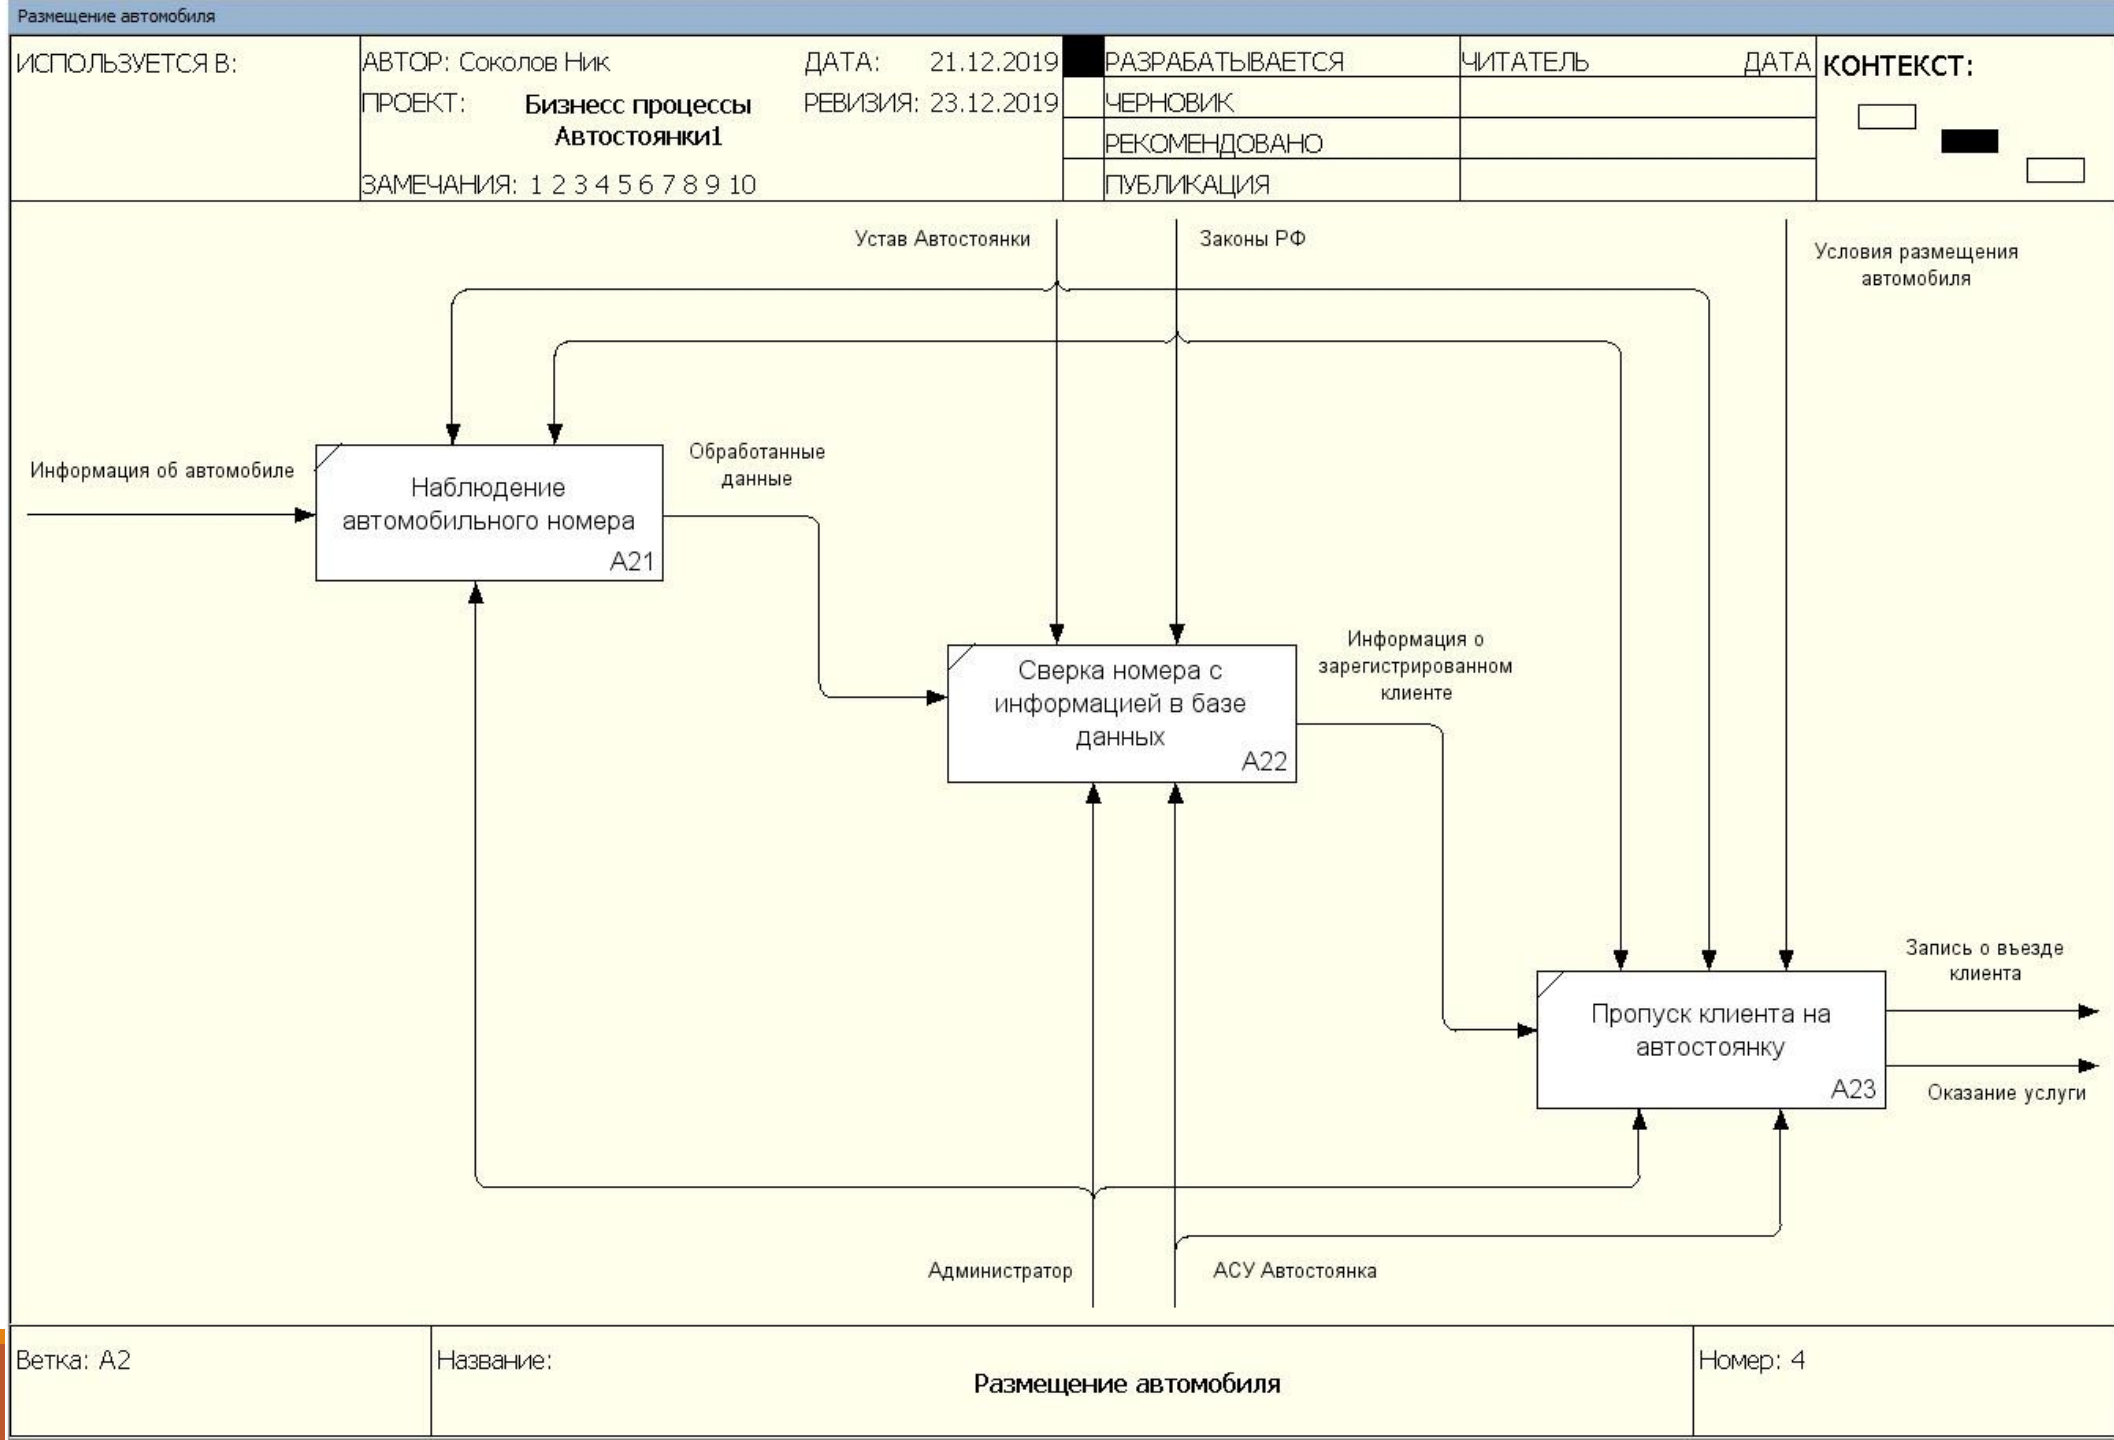 Размещение автомобиля
ИСПОЛЬЗУЕТСЯ В:
АВТОР: Соколов Ник
ДАТА: 21.12.2019
ПРОЕКТ: Бизнесс процессы
Автостоянки1
РЕВИЗИЯ: 23.12.2019
ЗАМЕЧАНИЯ: 1 2 3 4 5 6 7 8 9 10
РАЗРАБАТЫВАЕТСЯ
ЧЕРНОВИК
РЕКОМЕНДОВАНО
ПУБЛИКАЦИЯ
ЧИТАТЕЛЬ
ДАТА
КОНТЕКСТ:
Устав Автостоянки
Законы РФ
Условия размещения
автомобиля
Информация об автомобиле
Наблюдение
автомобильного номера
A21
Обработанные
данные
Сверка номера с
информацией в базе
данных
A22
Информация о
зарегистрированном
клиенте
Пропуск клиента на
автостоянку
A23
Запись о въезде
клиента
Оказание услуги
Администратор
АСУ Автостоянка
Ветка: A2
Название:
Размещение автомобиля
Номер: 4